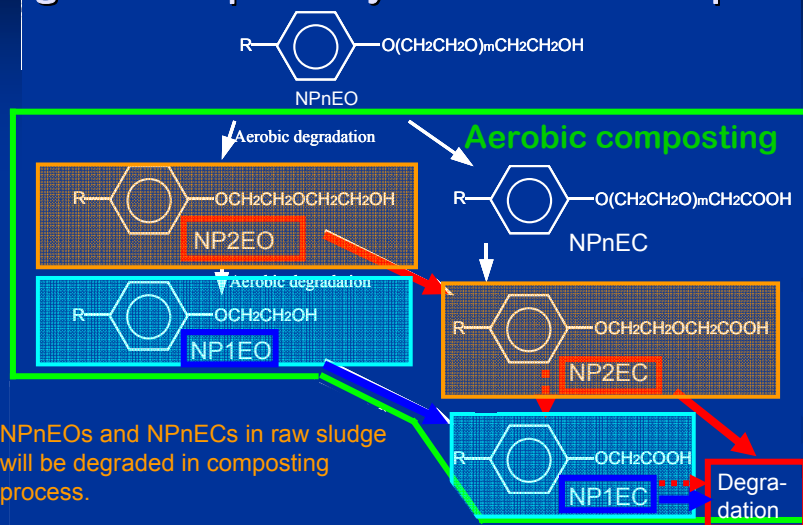 R
O(CH2CH2O)mCH2CH2OH
NPnEO
Aerobic degradation
Aerobic composting
R
OCH2CH2OCH2CH2OH
NP2EO
R
O(CH2CH2O)mCH2COOH
NPnEC
Aerobic degradation
R
OCH2CH2OH
NP1EO
R
OCH2CH2OCH2COOH
NP2EC
NPnEOs and NPnECs in raw sludge
will be degraded in composting
process.
R
OCH2COOH
NP1EC
Degra-
dation